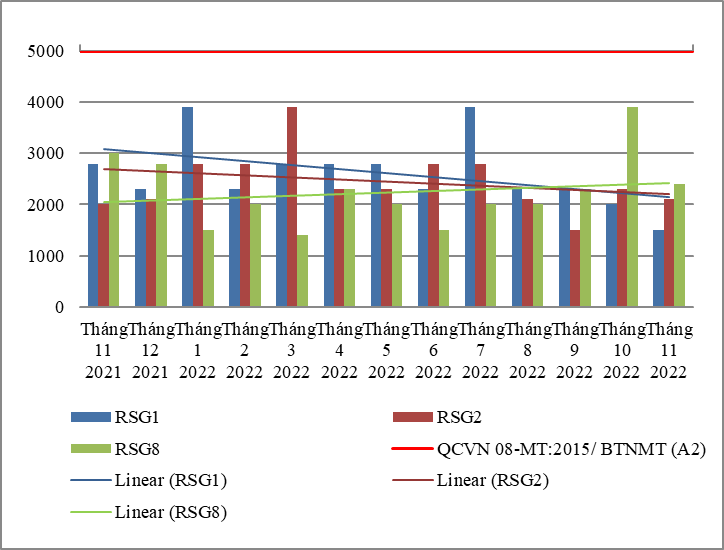 5000
4000
3000
2000
1000
0
Tháng 11 2021
Tháng 12 2021
Tháng 1 2022
Tháng 2 2022
Tháng 3 2022
Tháng 4 2022
Tháng 5 2022
Tháng 6 2022
Tháng 7 2022
Tháng 8 2022
Tháng 9 2022
Tháng 10 2022
Tháng 11 2022
RSG1
RSG2
RSG8
QCVN 08-MT:2015/ BTNMT (A2)
Linear (RSG1)
Linear (RSG2)
Linear (RSG8)